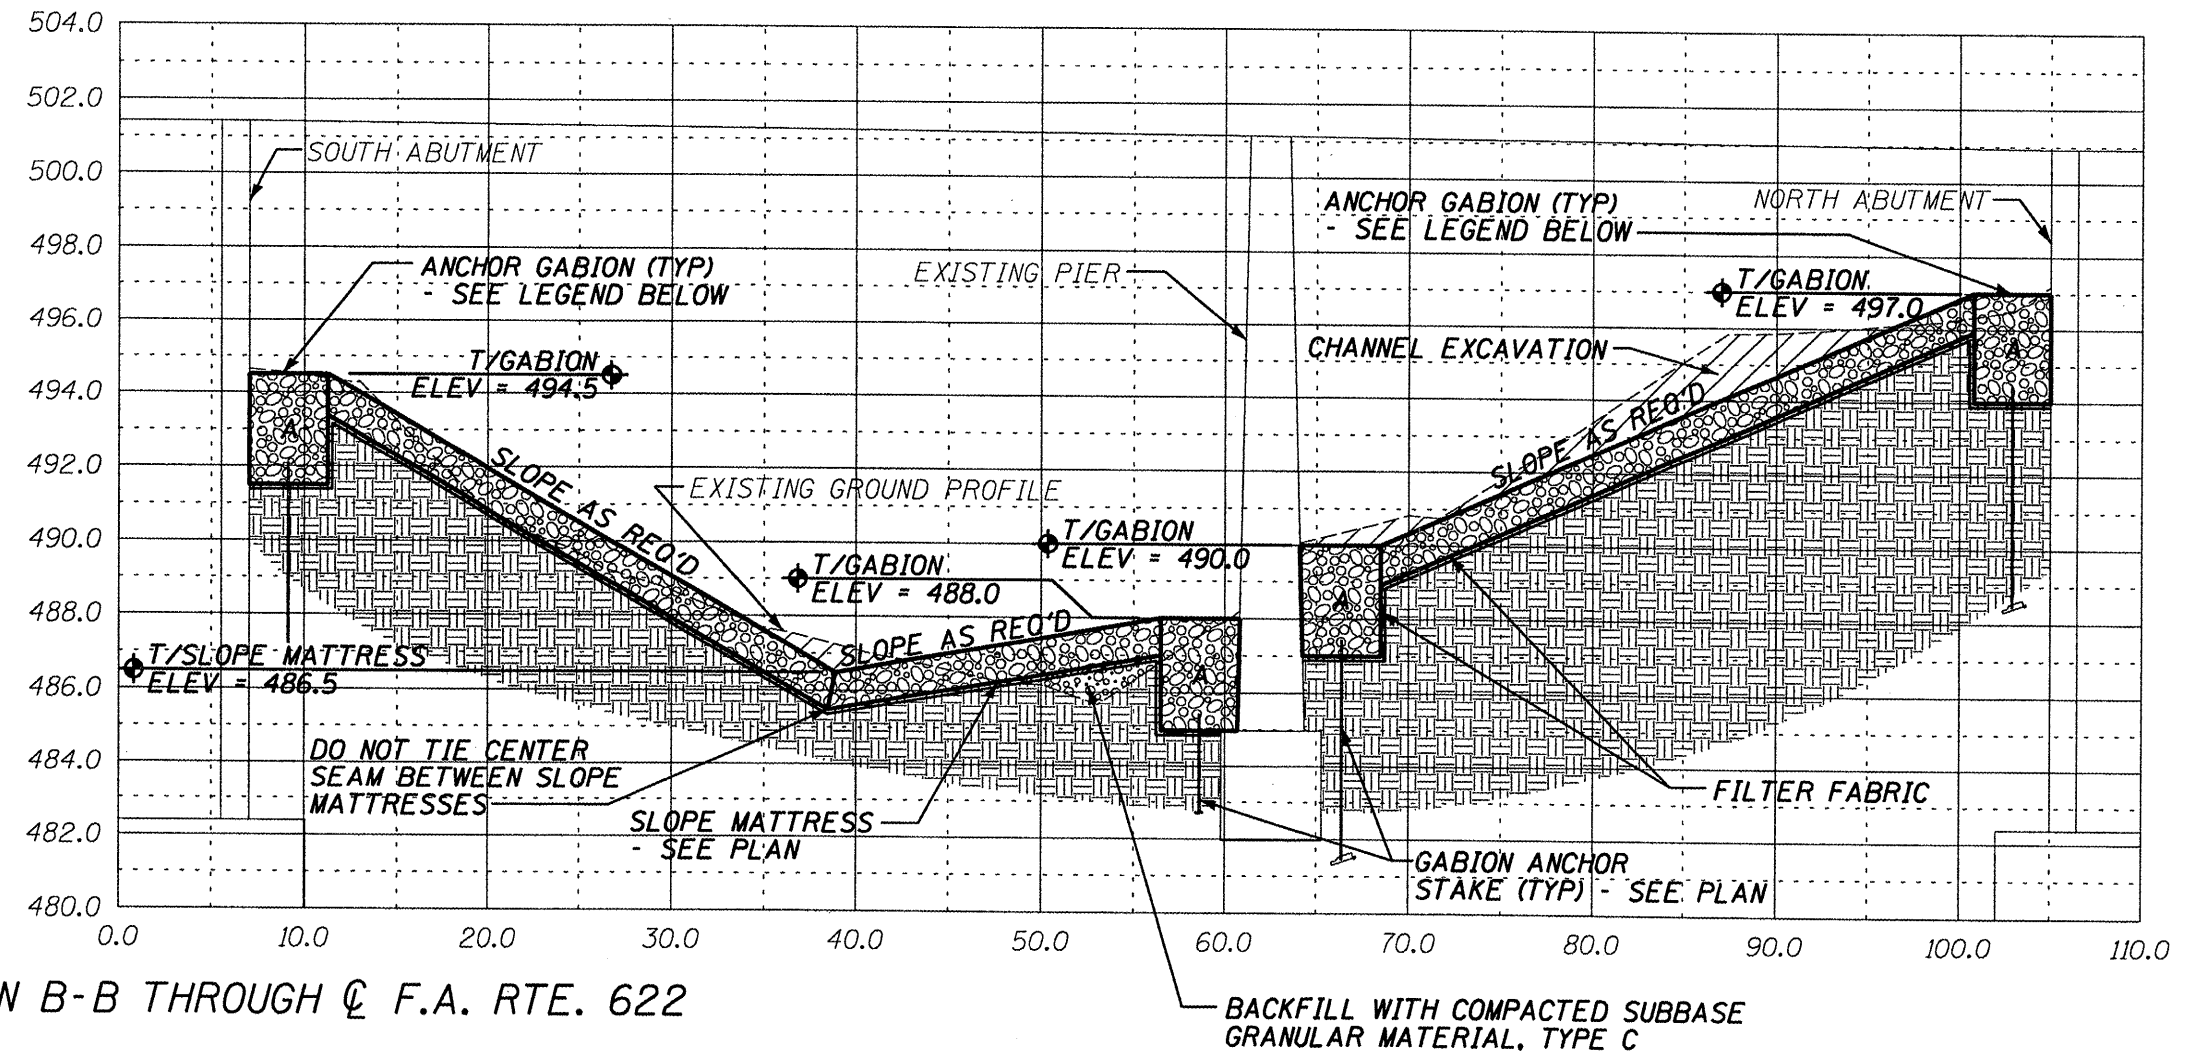 504.0
502.0
500.0
498.0
496.0
494.0
492.0
490.0
488.0
486.0
484.0
482.0
480.0
0.0
10.0
20.0
30.0
40.0
50.0
60.0
70.0
80.0
90.0
100.0
110.0
SOUTH ABUTMENT
ANCHOR GABION (TYP)
- SEE LEGEND BELOW
T/GABION
ELEV = 494.5
A
SLOPE AS REQ'D
EXISTING GROUND PROFILE
T/SLOPE MATTRESS
ELEV = 486.5
DO NOT TIE CENTER
SEAM BETWEEN SLOPE
MATTRESSES
SLOPE MATTRESS
- SEE PLAN
T/GABION
ELEV = 488.0
SLOPE AS REQ'D
A
EXISTING PIER
T/GABION
ELEV = 490.0
A
ANCHOR GABION (TYP)
- SEE LEGEND BELOW
NORTH ABUTMENT
T/GABION
ELEV = 497.0
CHANNEL EXCAVATION
SLOPE AS REQ'D
A
FILTER FABRIC
GABION ANCHOR
STAKE (TYP) - SEE PLAN
BACKFILL WITH COMPACTED SUBBASE
GRANULAR MATERIAL, TYPE C
N B-B THROUGH ℄ F.A. RTE. 622